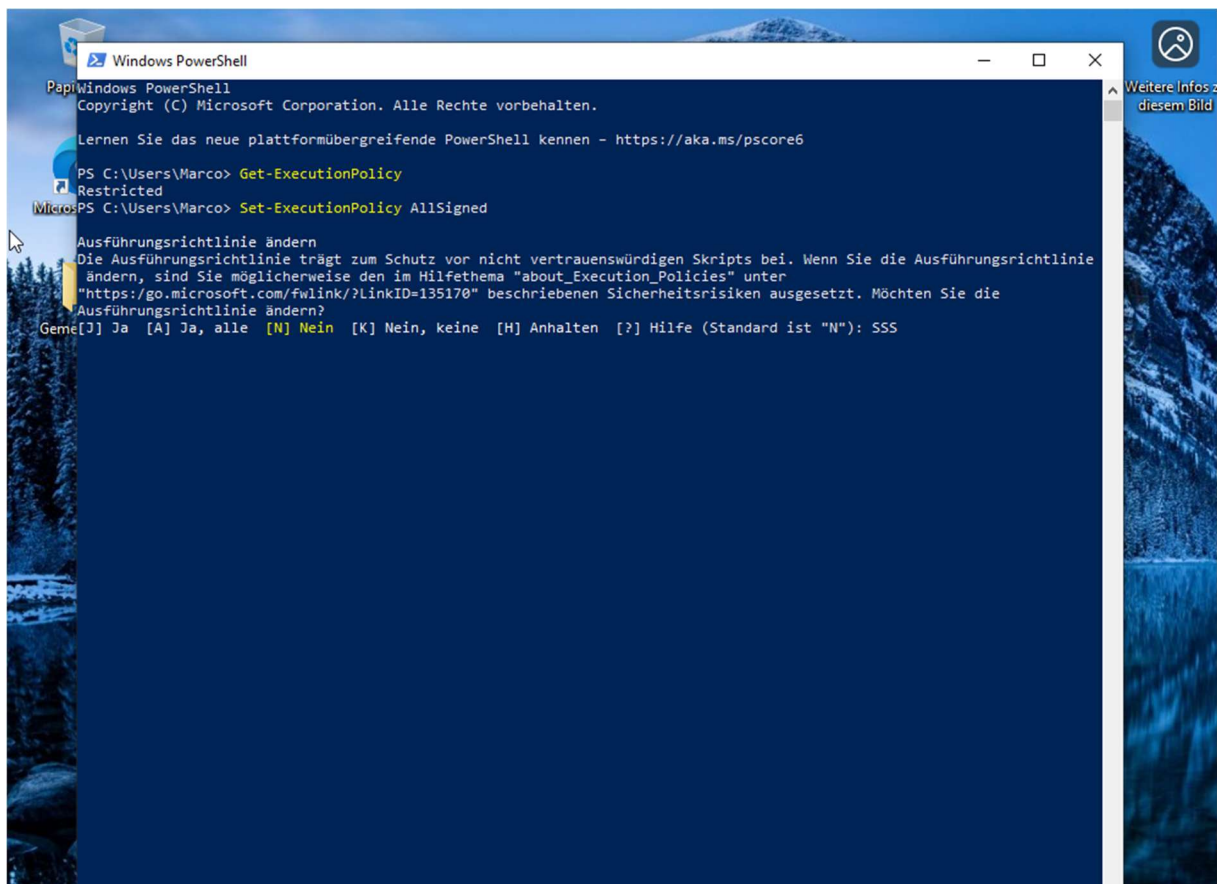 Windows PowerShell
Weitere Infos z
diesem Bild
Papi
Windows PowerShell
Copyright (C) Microsoft Corporation. Alle Rechte vorbehalten.
Lernen Sie das neue plattformübergreifende PowerShell kennen – https://aka.ms/pscore6
PS C:\Users\Marco> Get-ExecutionPolicy
Restricted
Micros
PS C:\Users\Marco> Set-ExecutionPolicy AllSigned
Ausführungsrichtlinie ändern
Die Ausführungsrichtlinie trägt zum Schutz vor nicht vertrauenswürdigen Skripts bei. Wenn Sie die Ausführungsrichtlinie
ändern, sind Sie möglicherweise den im Hilfethema "about_Execution_Policies" unter
"https:/go.microsoft.com/fwlink/?LinkID=135170" beschriebenen Sicherheitsrisiken ausgesetzt. Möchten Sie die
Ausführungsrichtlinie ändern?
Geme
[J] Ja  [A] Ja, alle  [N] Nein  [K] Nein, keine  [H] Anhalten  [?] Hilfe (Standard ist "N"): SSS